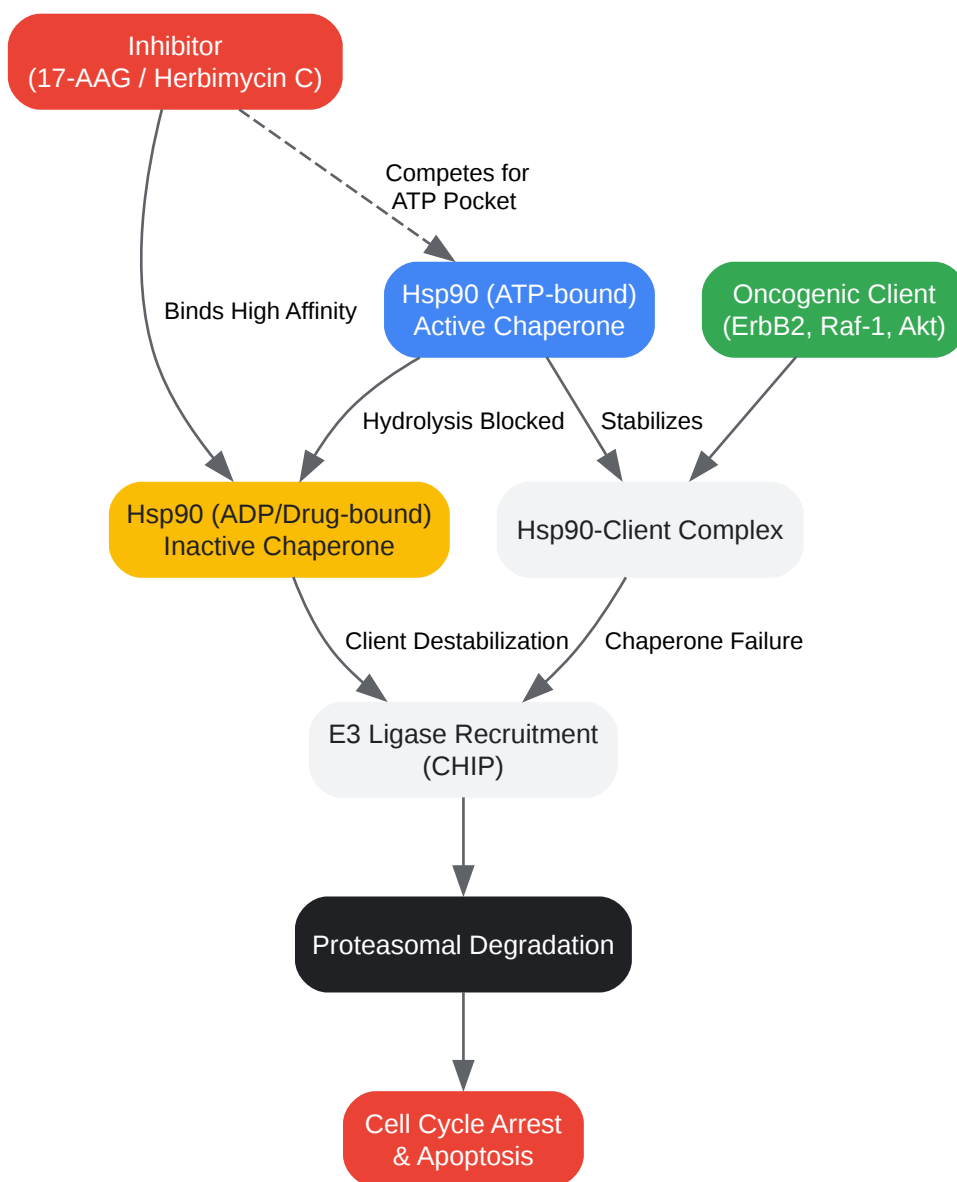 Inhibitor
(17-AAG / Herbimycin C)
Competes for
ATP Pocket
Hsp90 (ATP-bound)
Active Chaperone
Oncogenic Client
(ErbB2, Raf-1, Akt)
Binds High Affinity
Hydrolysis Blocked
Stabilizes
Hsp90 (ADP/Drug-bound)
Inactive Chaperone
Hsp90-Client Complex
Client Destabilization
Chaperone Failure
E3 Ligase Recruitment
(CHIP)
Proteasomal Degradation
Cell Cycle Arrest
& Apoptosis